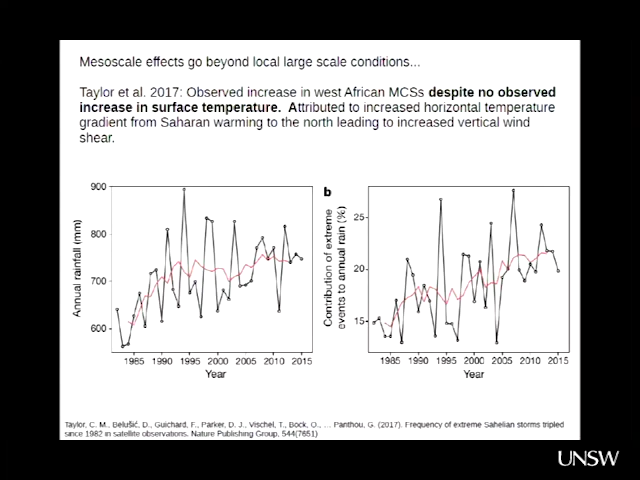 Mesoscale effects go beyond local large scale conditions...
Taylor et al. 2017: Observed increase in west African MCSs despite no observed
increase in surface temperature. Attributed to increased horizontal temperature
gradient from Saharan warming to the north leading to increased vertical wind
shear.
900
800
700
600
Annual rainfall (mm)
1985 1990 1995 2000 2005 2010 2015
Year
b
25
20
15
Contribution of extreme
events to annual rain (%)
1985 1990 1995 2000 2005 2010 2015
Year
Taylor, C. M., Belušić, D., Guichard, F., Parker, D. J., Vischel, T., Bock, O., ... Panthou, G. (2017). Frequency of extreme Sahelian storms tripled
since 1982 in satellite observations. Nature Publishing Group, 544(7651)
UNSW